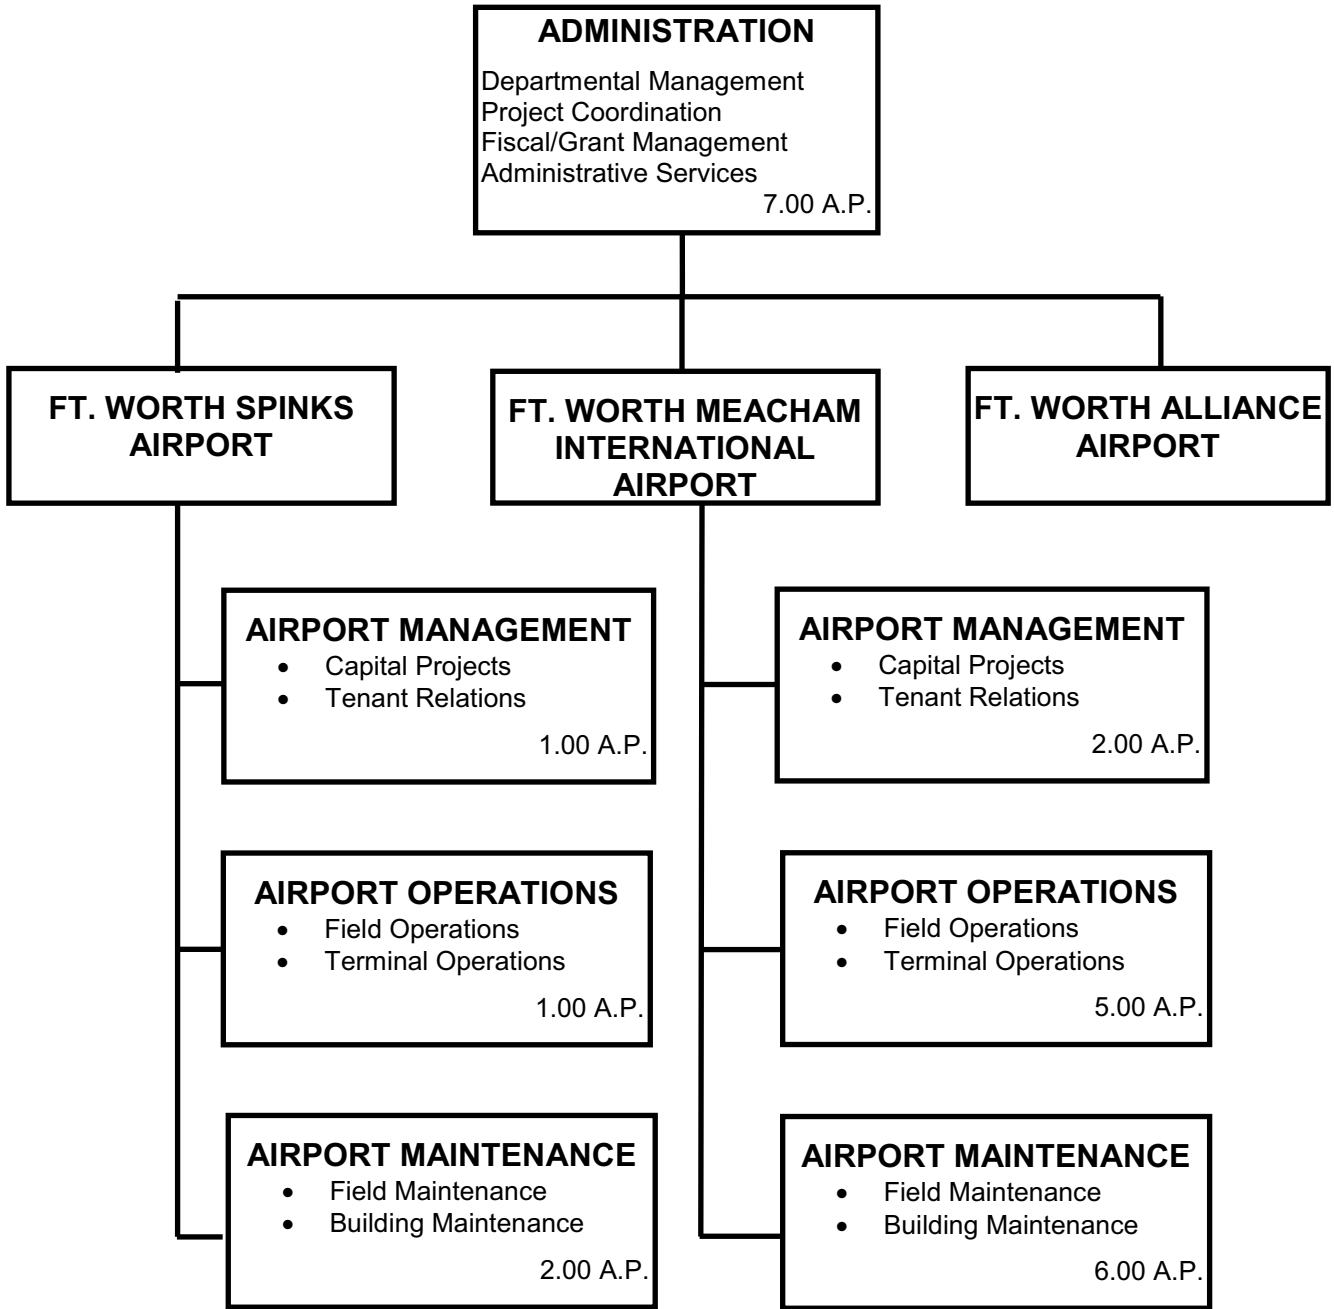 ADMINISTRATION
Departmental Management
Project Coordination
Fiscal/Grant Management
Administrative Services
7.00 A.P.
FT. WORTH SPINKS
AIRPORT
FT. WORTH MEACHAM
INTERNATIONAL
AIRPORT
FT. WORTH ALLIANCE
AIRPORT
AIRPORT MANAGEMENT
• Capital Projects
• Tenant Relations
1.00 A.P.
AIRPORT MANAGEMENT
• Capital Projects
• Tenant Relations
2.00 A.P.
AIRPORT OPERATIONS
• Field Operations
• Terminal Operations
1.00 A.P.
AIRPORT OPERATIONS
• Field Operations
• Terminal Operations
5.00 A.P.
AIRPORT MAINTENANCE
• Field Maintenance
• Building Maintenance
2.00 A.P.
AIRPORT MAINTENANCE
• Field Maintenance
• Building Maintenance
6.00 A.P.